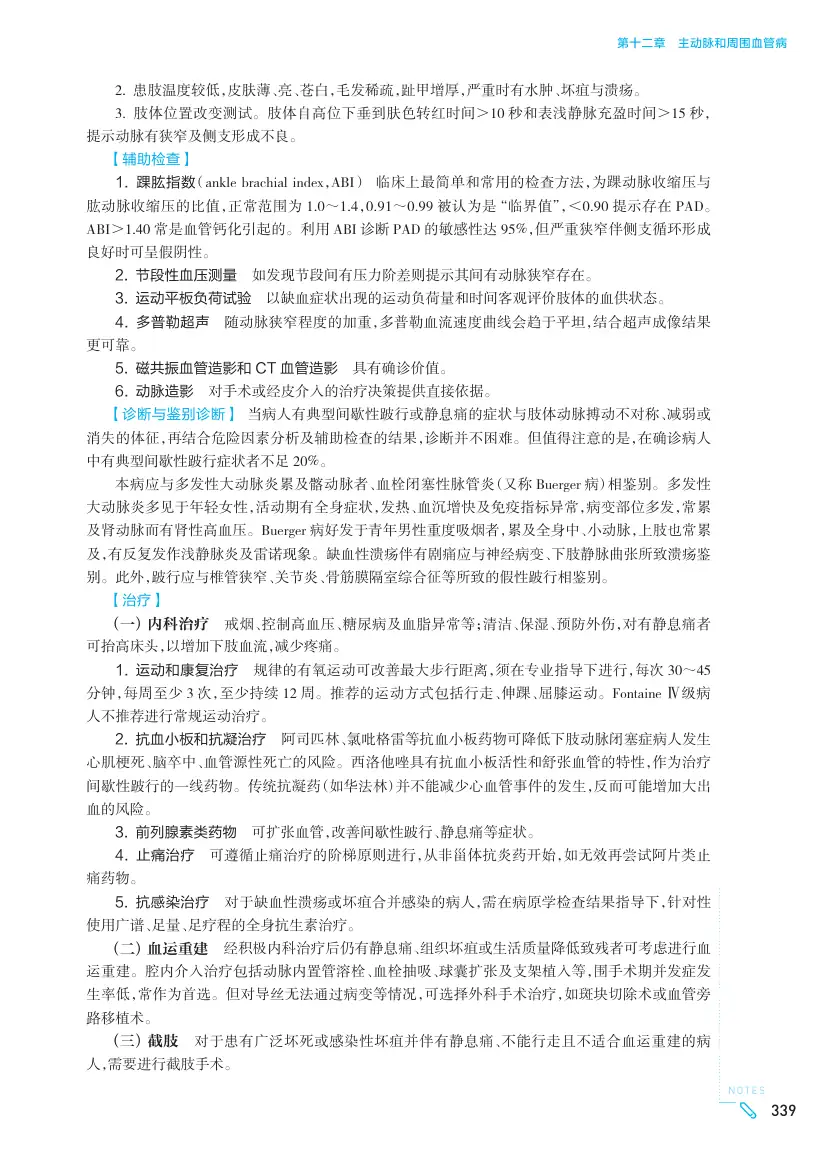 第十二章 主动脉和周围血管病
2. 患肢温度较低,皮肤薄、亮、苍白,毛发稀疏,趾甲增厚,严重时有水肿、坏疽与溃疡。
3. 肢体位置改变测试。肢体自高位下垂到肤色转红时间＞10 秒和表浅静脉充盈时间＞15 秒,
提示动脉有狭窄及侧支形成不良。
【辅助检查】
1. 踝肱指数(ankle brachial index,ABI) 临床上最简单和常用的检查方法,为踝动脉收缩压与
肱动脉收缩压的比值,正常范围为 1.0～1.4,0.91～0.99 被认为是“临界值”,＜0.90 提示存在 PAD。
ABI＞1.40 常是血管钙化引起的。利用 ABI 诊断 PAD 的敏感性达 95%,但严重狭窄伴侧支循环形成
良好时可呈假阴性。
2. 节段性血压测量 如发现节段间有压力阶差则提示其间有动脉狭窄存在。
3. 运动平板负荷试验 以缺血症状出现的运动负荷量和时间客观评价肢体的血供状态。
4. 多普勒超声 随动脉狭窄程度的加重,多普勒血流速度曲线会趋于平坦,结合超声成像结果
更可靠。
5. 磁共振血管造影和 CT 血管造影 具有确诊价值。
6. 动脉造影 对手术或经皮介入的治疗决策提供直接依据。
【诊断与鉴别诊断】 当病人有典型间歇性跛行或静息痛的症状与肢体动脉搏动不对称、减弱或
消失的体征,再结合危险因素分析及辅助检查的结果,诊断并不困难。但值得注意的是,在确诊病人
中有典型间歇性跛行症状者不足 20%。
本病应与多发性大动脉炎累及髂动脉者、血栓闭塞性脉管炎(又称 Buerger 病)相鉴别。多发性
大动脉炎多见于年轻女性,活动期有全身症状,发热、血沉增快及免疫指标异常,病变部位多发,常累
及肾动脉而有肾性高血压。Buerger 病好发于青年男性重度吸烟者,累及全身中、小动脉,上肢也常累
及,有反复发作浅静脉炎及雷诺现象。缺血性溃疡伴有剧痛应与神经病变、下肢静脉曲张所致溃疡鉴
别。此外,跛行应与椎管狭窄、关节炎、骨筋膜隔室综合征等所致的假性跛行相鉴别。
【治疗】
(一) 内科治疗 戒烟、控制高血压、糖尿病及血脂异常等;清洁、保湿、预防外伤,对有静息痛者
可抬高床头,以增加下肢血流,减少疼痛。
1. 运动和康复治疗 规律的有氧运动可改善最大步行距离,须在专业指导下进行,每次 30～45
分钟,每周至少 3 次,至少持续 12 周。推荐的运动方式包括行走、伸踝、屈膝运动。Fontaine Ⅳ级病
人不推荐进行常规运动治疗。
2. 抗血小板和抗凝治疗 阿司匹林、氯吡格雷等抗血小板药物可降低下肢动脉闭塞症病人发生
心肌梗死、脑卒中、血管源性死亡的风险。西洛他唑具有抗血小板活性和舒张血管的特性,作为治疗
间歇性跛行的一线药物。传统抗凝药(如华法林)并不能减少心血管事件的发生,反而可能增加大出
血的风险。
3. 前列腺素类药物 可扩张血管,改善间歇性跛行、静息痛等症状。
4. 止痛治疗 可遵循止痛治疗的阶梯原则进行,从非甾体抗炎药开始,如无效再尝试阿片类止
痛药物。
5. 抗感染治疗 对于缺血性溃疡或坏疽合并感染的病人,需在病原学检查结果指导下,针对性
使用广谱、足量、足疗程的全身抗生素治疗。
(二) 血运重建 经积极内科治疗后仍有静息痛、组织坏疽或生活质量降低致残者可考虑进行血
运重建。腔内介入治疗包括动脉内置管溶栓、血栓抽吸、球囊扩张及支架植入等,围手术期并发症发
生率低,常作为首选。但对导丝无法通过病变等情况,可选择外科手术治疗,如斑块切除术或血管旁
路移植术。
(三) 截肢 对于患有广泛坏死或感染性坏疽并伴有静息痛、不能行走且不适合血运重建的病
人,需要进行截肢手术。
NOTES
339